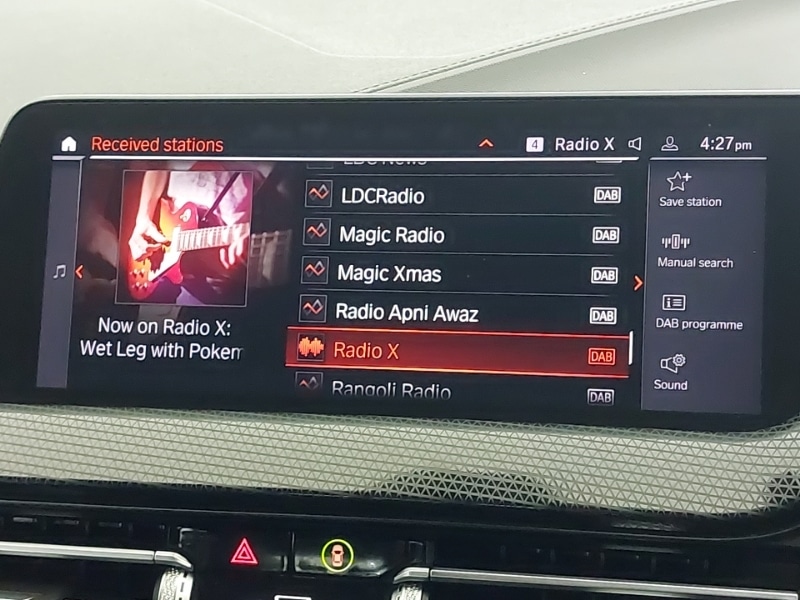 Received stations
4 Radio X
4:27pm
LDCRadio DAB
Magic Radio DAB
Magic Xmas DAB
Radio Apni Awaz DAB
Radio X DAB
Rangoli Radio DAB
Now on Radio X:
Wet Leg with Poken
Save station
Manual search
DAB programme
Sound